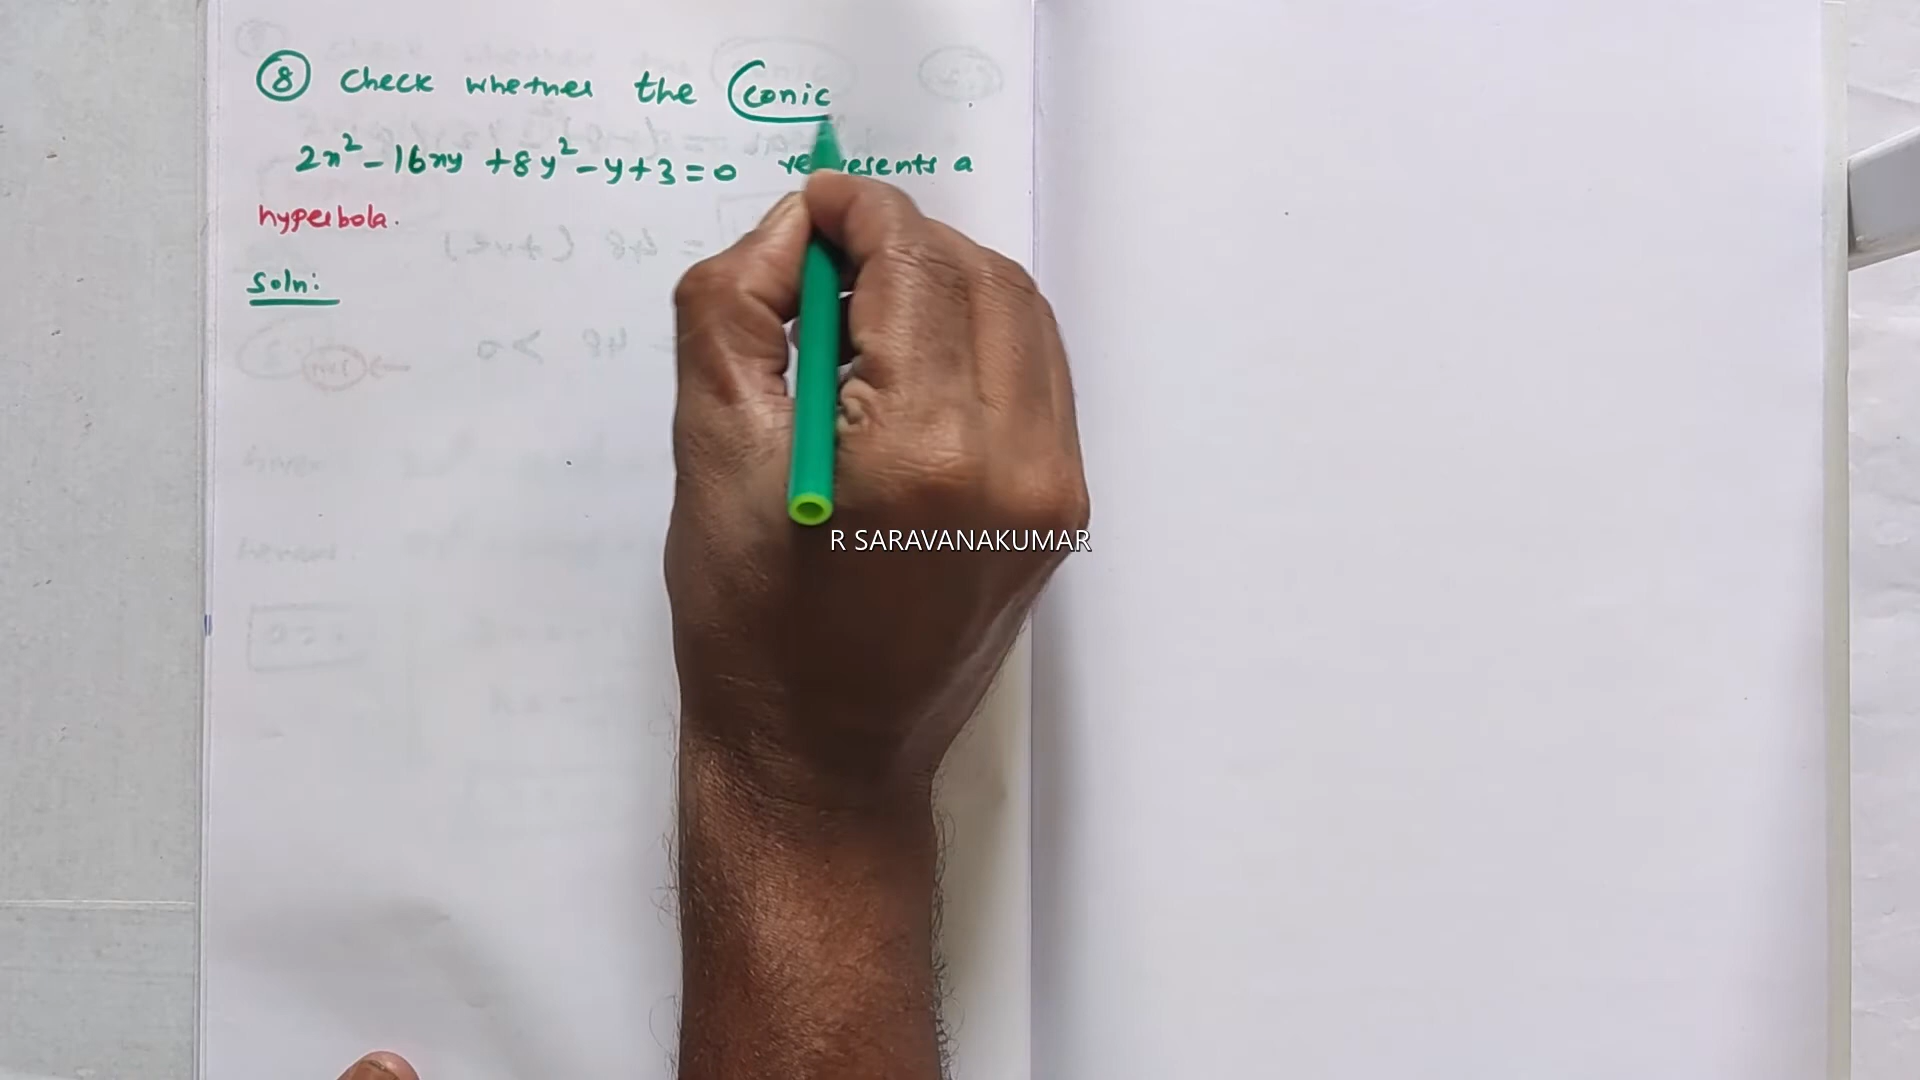 8 Check whether the Conic
2x² - 16xy + 8y² - y + 3 = 0 represents a
hyperbola.
Soln:
R SARAVANAKUMAR